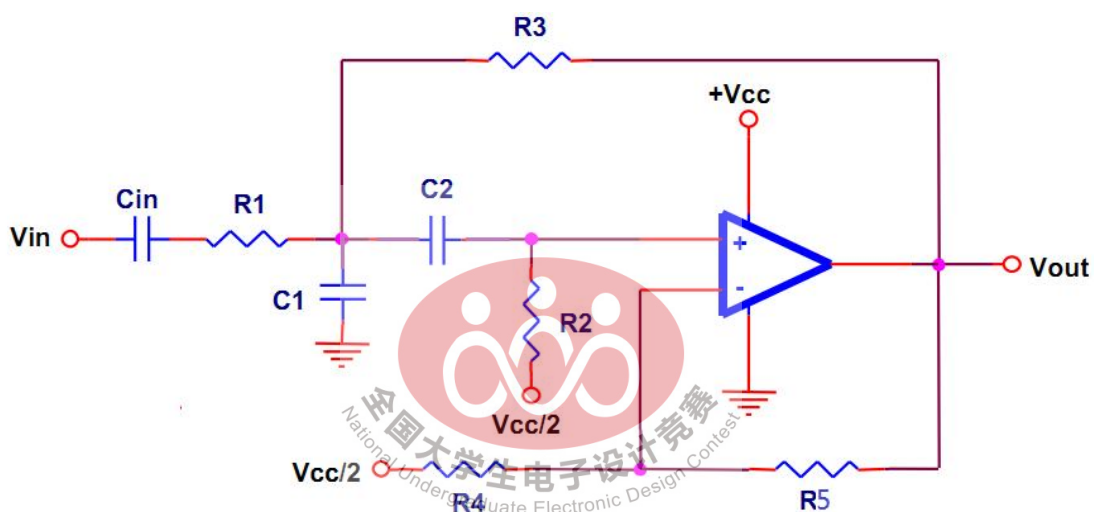 R3
+Vcc
Cin
R1
C2
Vin
+
-
Vout
C1
R2
Vcc/2
Vcc/2
R4
R5
全国大学生电子设计竞赛
National Undergraduate Electronic Design Contest